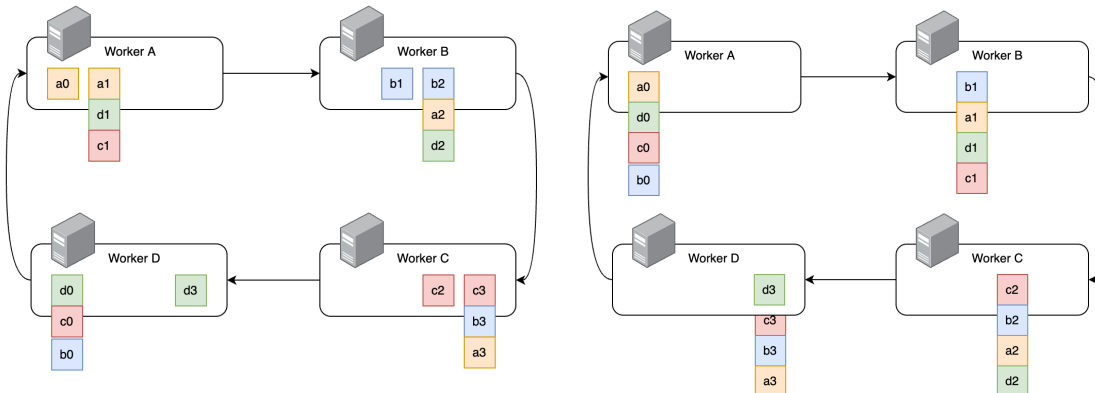 Worker A
a0 a1
d1
c1
Worker B
b1 b2
a2
d2
Worker D
d0 d3
c0
b0
Worker C
c2 c3
b3
a3
Worker A
a0
d0
c0
b0
Worker B
b1
a1
d1
c1
Worker D
d3
c3
b3
a3
Worker C
c2
b2
a2
d2